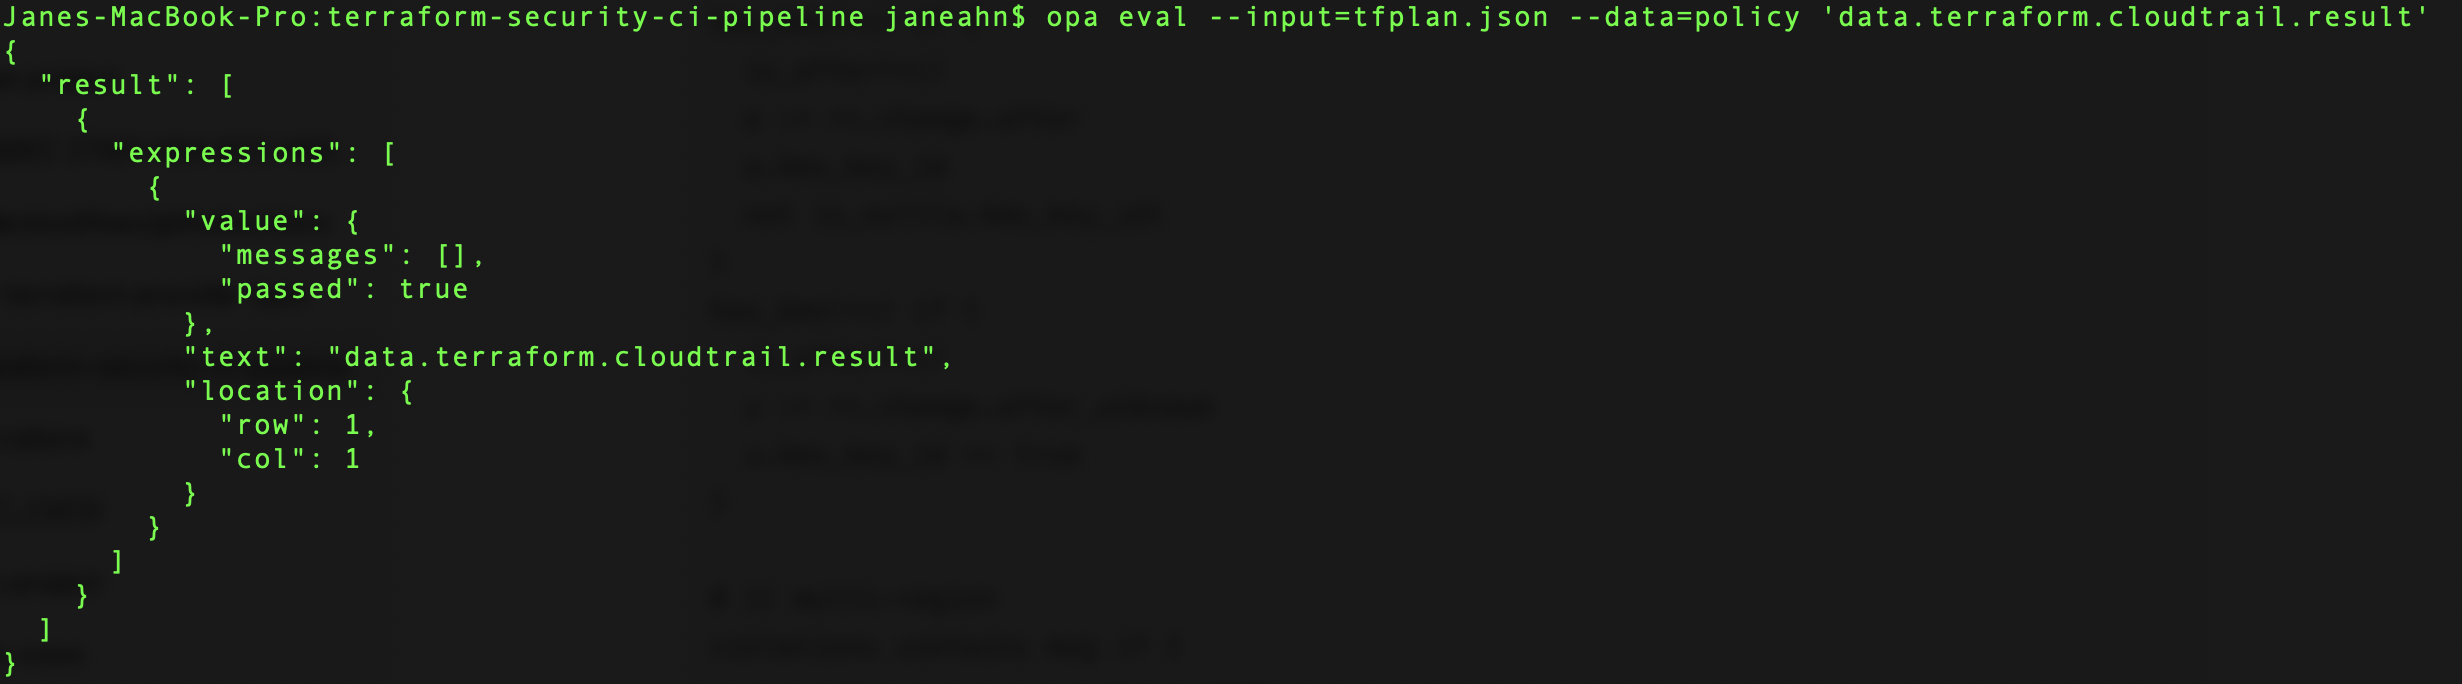 Janes-MacBook-Pro:terraform-security-ci-pipeline janeahn$ opa eval --input=tfplan.json --data=policy 'data.terraform.cloudtrail.result'
{
  "result": [
    {
      "expressions": [
        {
          "value": {
            "messages": [],
            "passed": true
          },
          "text": "data.terraform.cloudtrail.result",
          "location": {
            "row": 1,
            "col": 1
          }
        }
      ]
    }
  ]
}